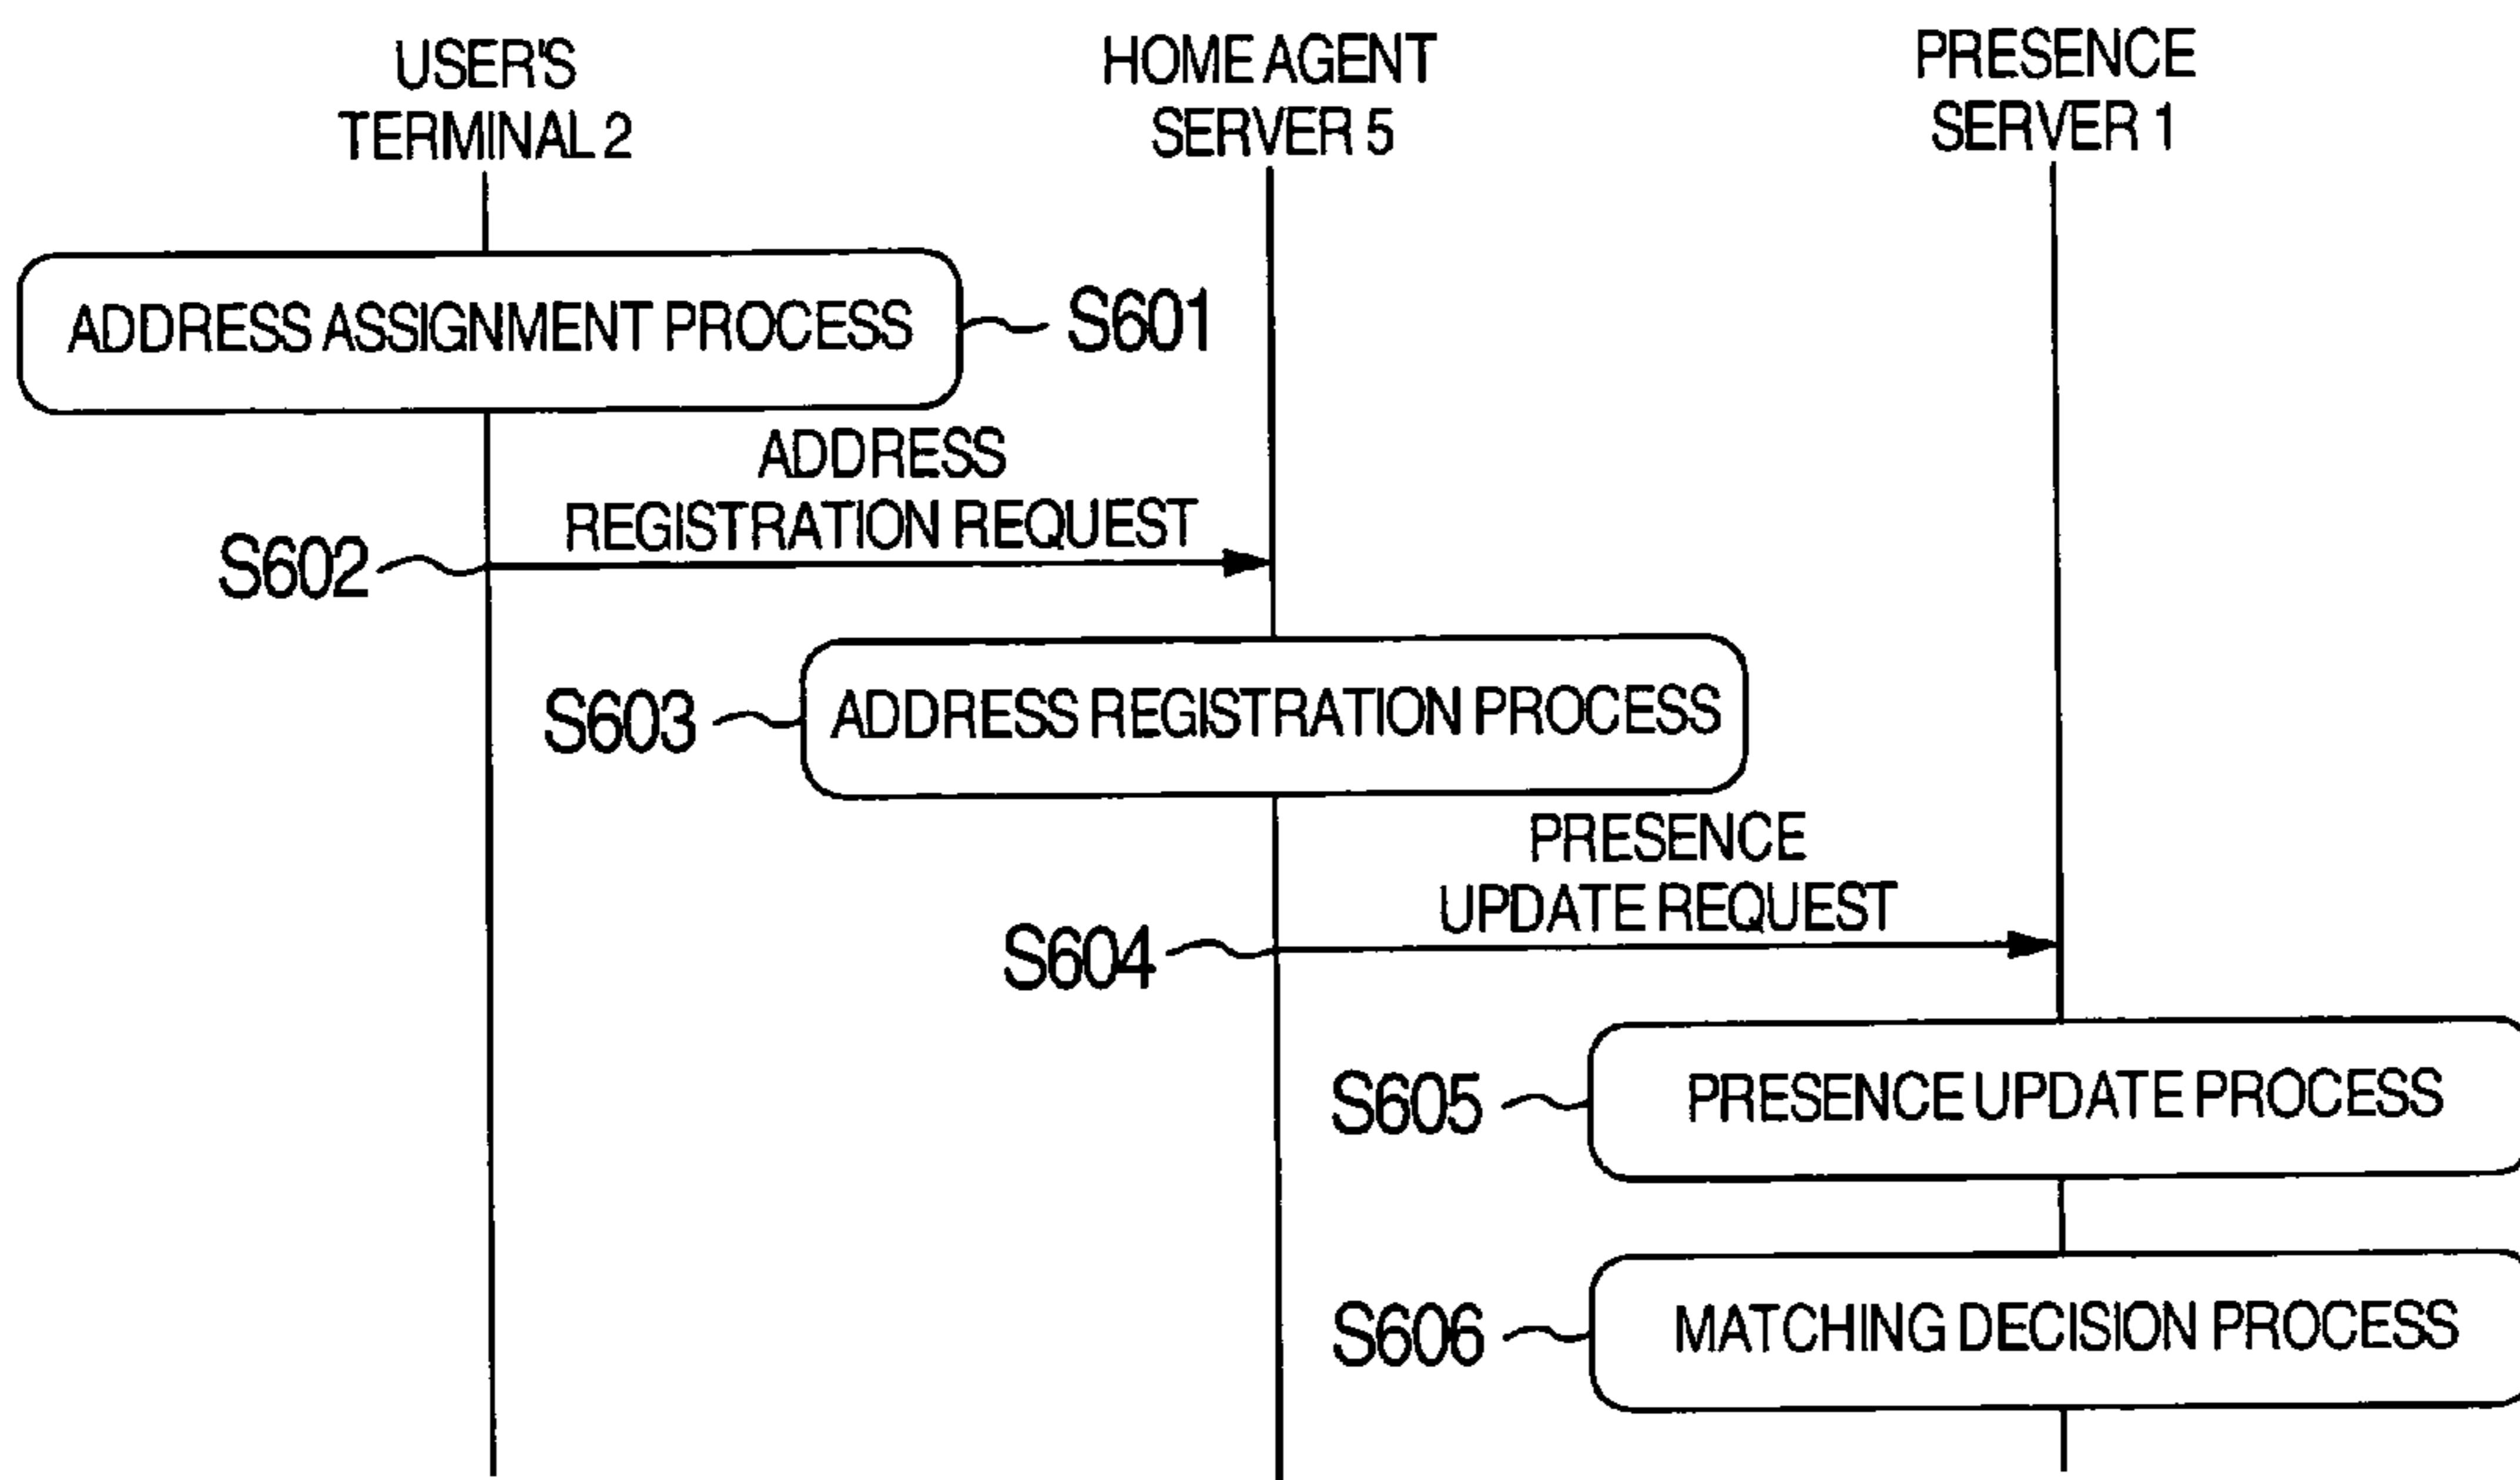 USER'S
TERMINAL 2
HOME AGENT
SERVER 5
PRESENCE
SERVER 1
ADDRESS ASSIGNMENT PROCESS
S601
ADDRESS
REGISTRATION REQUEST
S602
S603
ADDRESS REGISTRATION PROCESS
PRESENCE
UPDATE REQUEST
S604
S605
PRESENCE UPDATE PROCESS
S606
MATCHING DECISION PROCESS